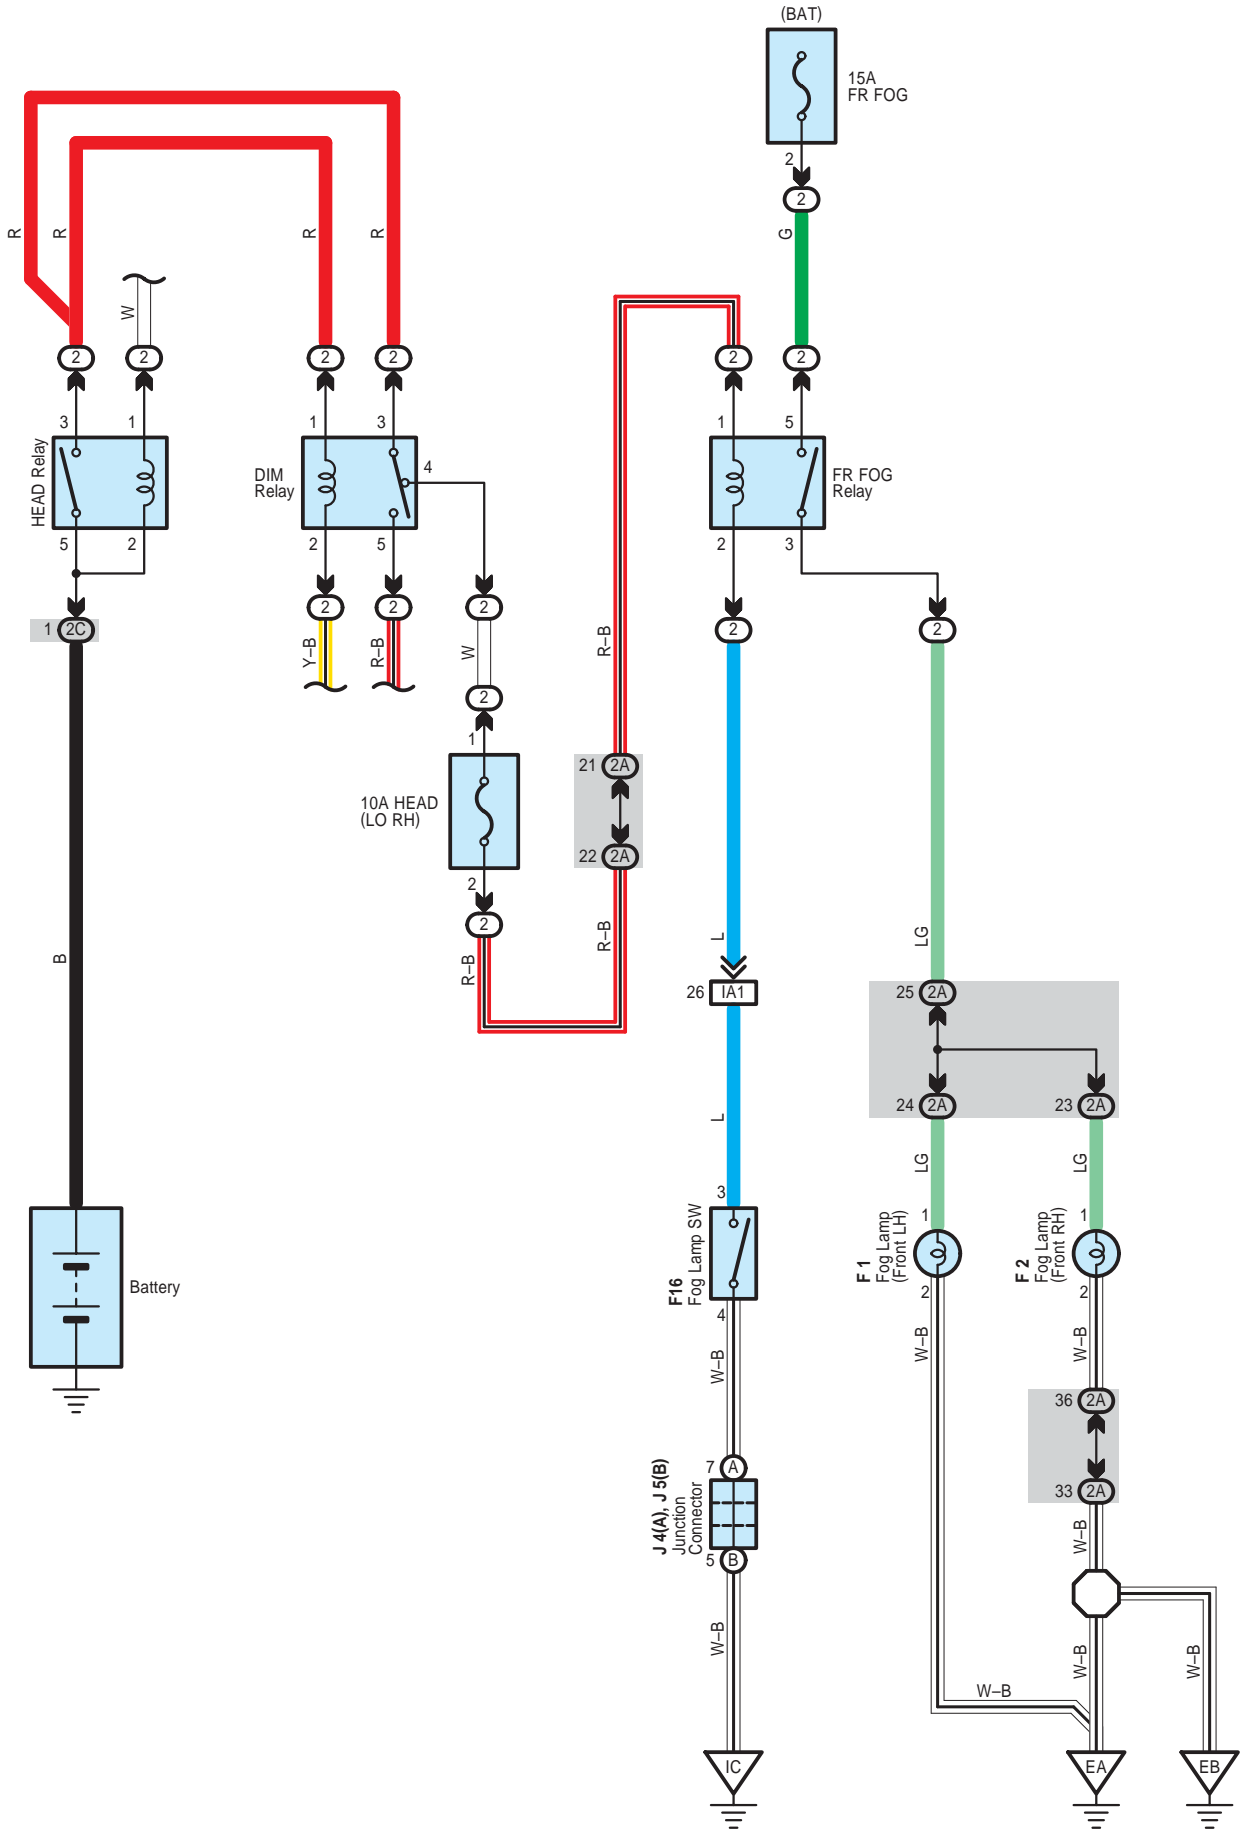 (BAT)
15A
FR FOG
2
2
G
R
R
R
R
W
2
2
2
2
2
2
3
1
1
3
1
5
HEAD Relay
DIM
Relay
4
FR FOG
Relay
5
2
2
5
2
3
1
2C
2
2
2
2
2
Y–B
R–B
W
R–B
2
1
10A HEAD
(LO RH)
21
2A
22
2A
2
2
R–B
R–B
B
L
LG
26
IA1
25
2A
24
2A
23
2A
L
LG
LG
3
1
1
F16
Fog Lamp SW
F 1
Fog Lamp
(Front LH)
F 2
Fog Lamp
(Front RH)
Battery
4
2
2
W–B
W–B
W–B
36
2A
7
A
J 4(A), J 5(B)
Junction
Connector
33
2A
5
B
W–B
W–B
W–B
W–B
W–B
IC
EA
EB